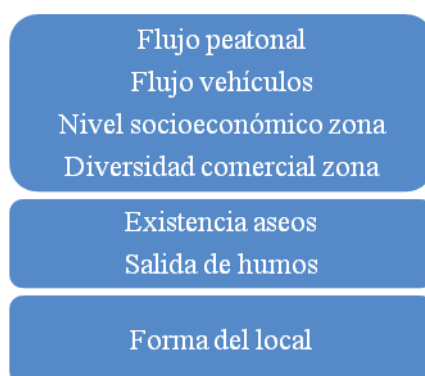 Flujo peatonal
Flujo vehículos
Nivel socioeconómico zona
Diversidad comercial zona
Existencia aseos
Salida de humos
Forma del local